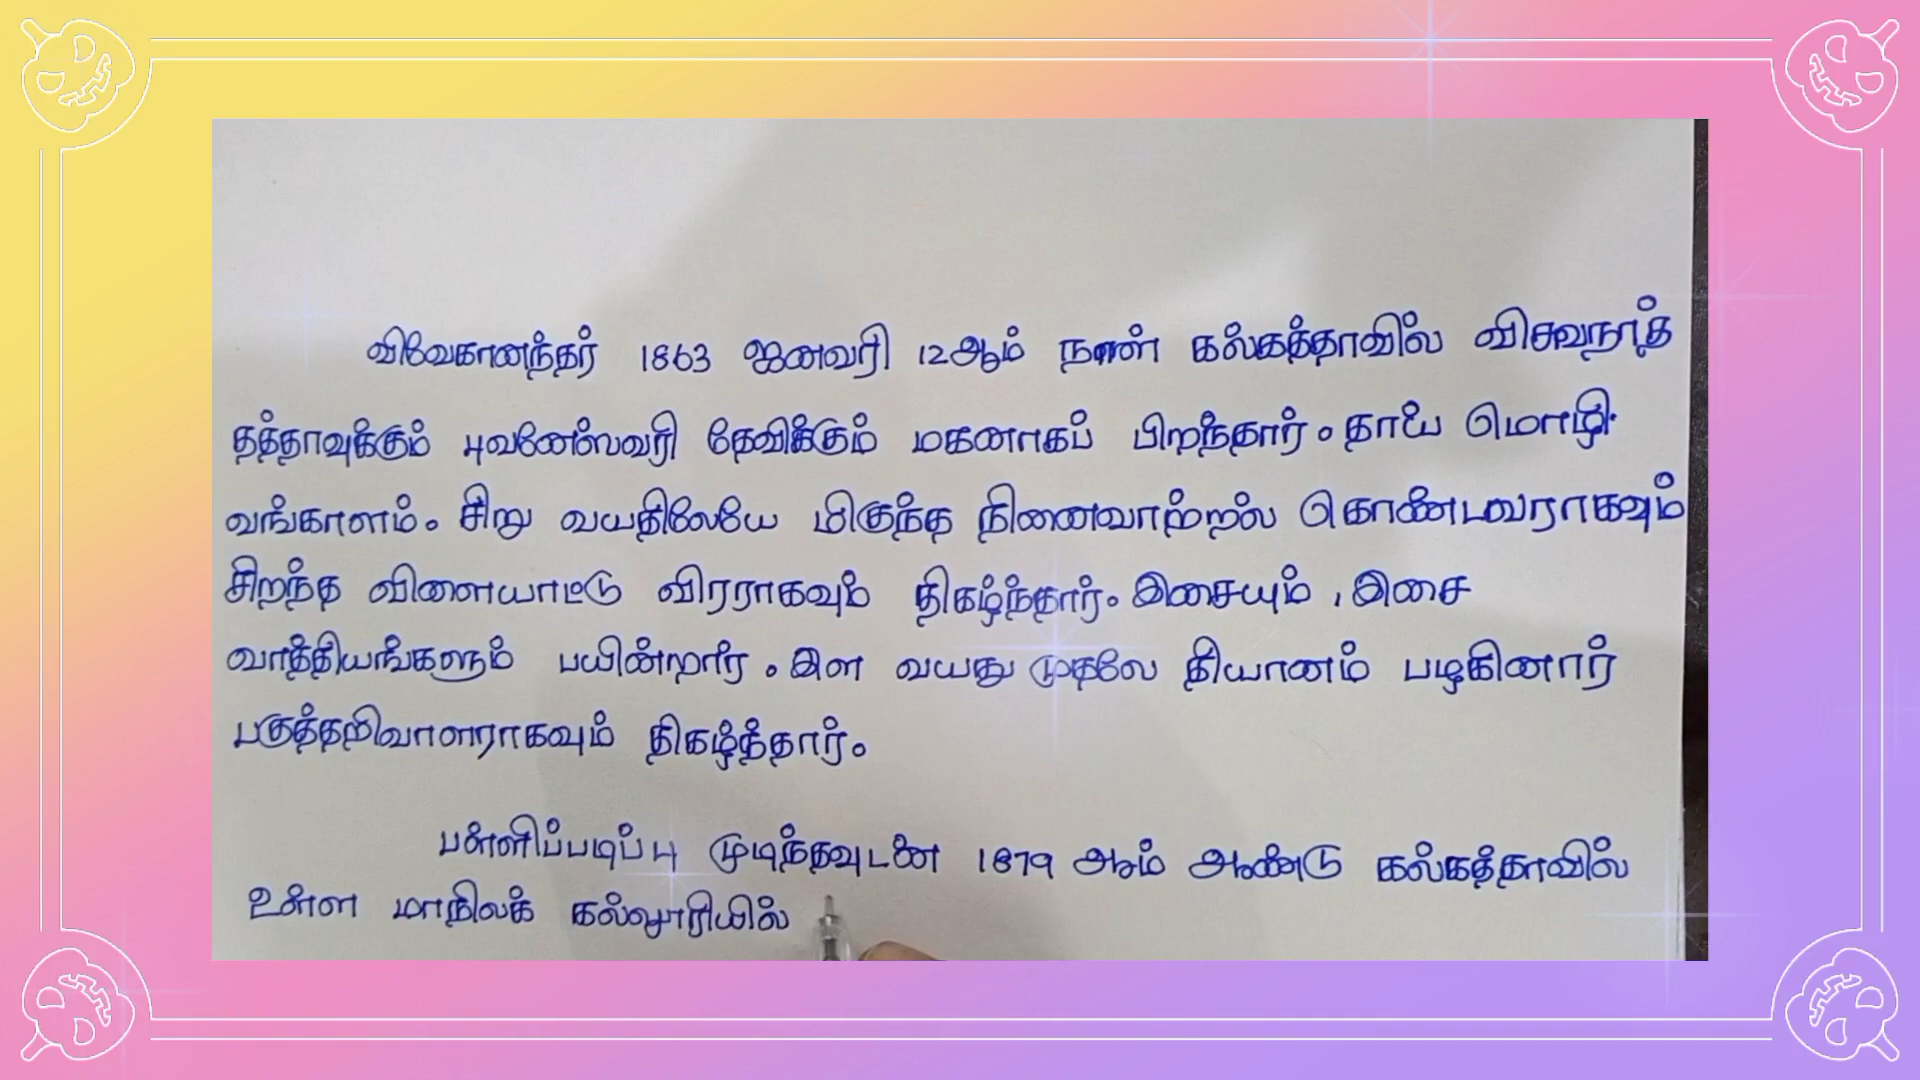 விவேகானந்தர் 1863 ஜனவரி 12ஆம் நாள் கல்கத்தாவில் விசுவநாத
தத்தாவுக்கும் புவனேஸ்வரி தேவிக்கும் மகனாகப் பிறந்தார். தாய் மொழி
வங்காளம். சிறு வயதிலேயே மிகுந்த நினைவாற்றல் கொண்டவராகவும்
சிறந்த விளையாட்டு வீரராகவும் திகழ்ந்தார். இசையும், இசை
வாத்தியங்களும் பயின்றார். இள வயது முதலே தியானம் பழகினார்
பகுத்தறிவாளராகவும் திகழ்ந்தார்.
பள்ளிப்படிப்பு முடிந்தவுடன் 1879 ஆம் ஆண்டு கல்கத்தாவில்
உள்ள மாநிலக் கல்லூரியில்